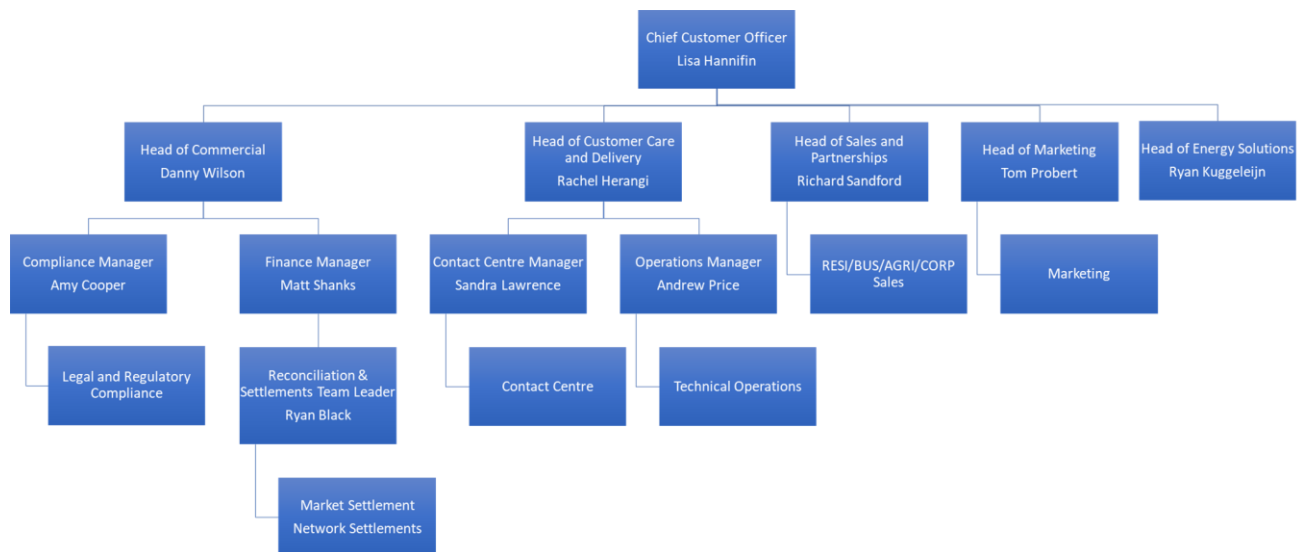 Chief Customer Officer
Lisa Hannifin
Head of Commercial
Danny Wilson
Head of Customer Care
and Delivery
Rachel Herangi
Head of Sales and
Partnerships
Richard Sandford
Head of Marketing
Tom Probert
Head of Energy Solutions
Ryan Kuggeleijn
Compliance Manager
Amy Cooper
Finance Manager
Matt Shanks
Contact Centre Manager
Sandra Lawrence
Operations Manager
Andrew Price
RESI/BUS/AGRI/CORP
Sales
Marketing
Legal and Regulatory
Compliance
Reconciliation &
Settlements Team Leader
Ryan Black
Contact Centre
Technical Operations
Market Settlement
Network Settlements